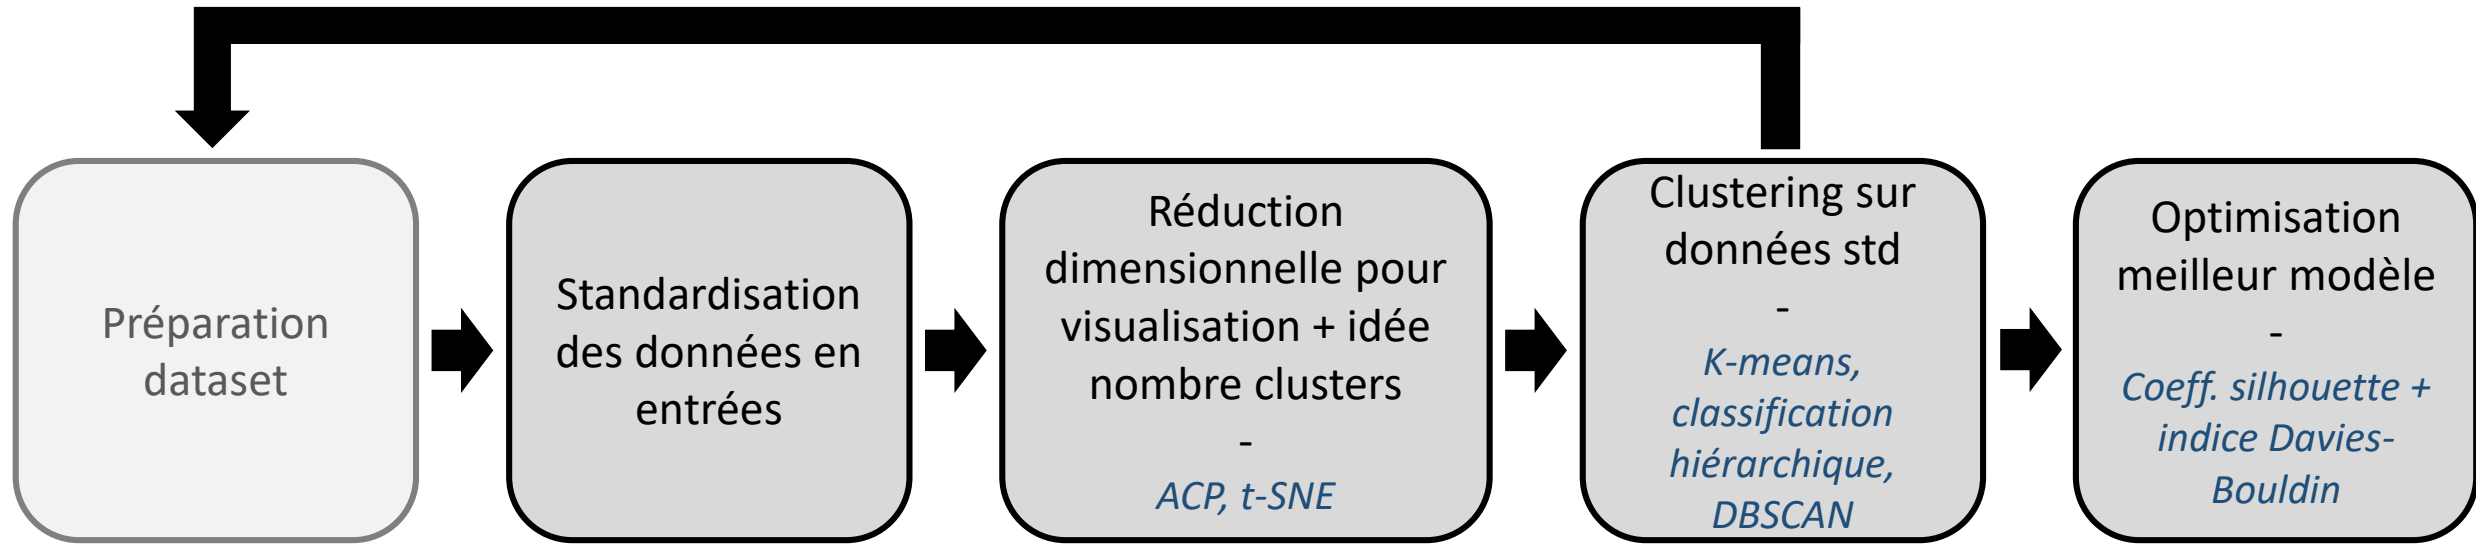 Préparation
dataset
Standardisation
des données en
entrées
Réduction
dimensionnelle pour
visualisation + idée
nombre clusters
-
ACP, t-SNE
Clustering sur
données std
-
K-means,
classification
hiérarchique,
DBSCAN
Optimisation
meilleur modèle
-
Coeff. silhouette +
indice Davies-
Bouldin